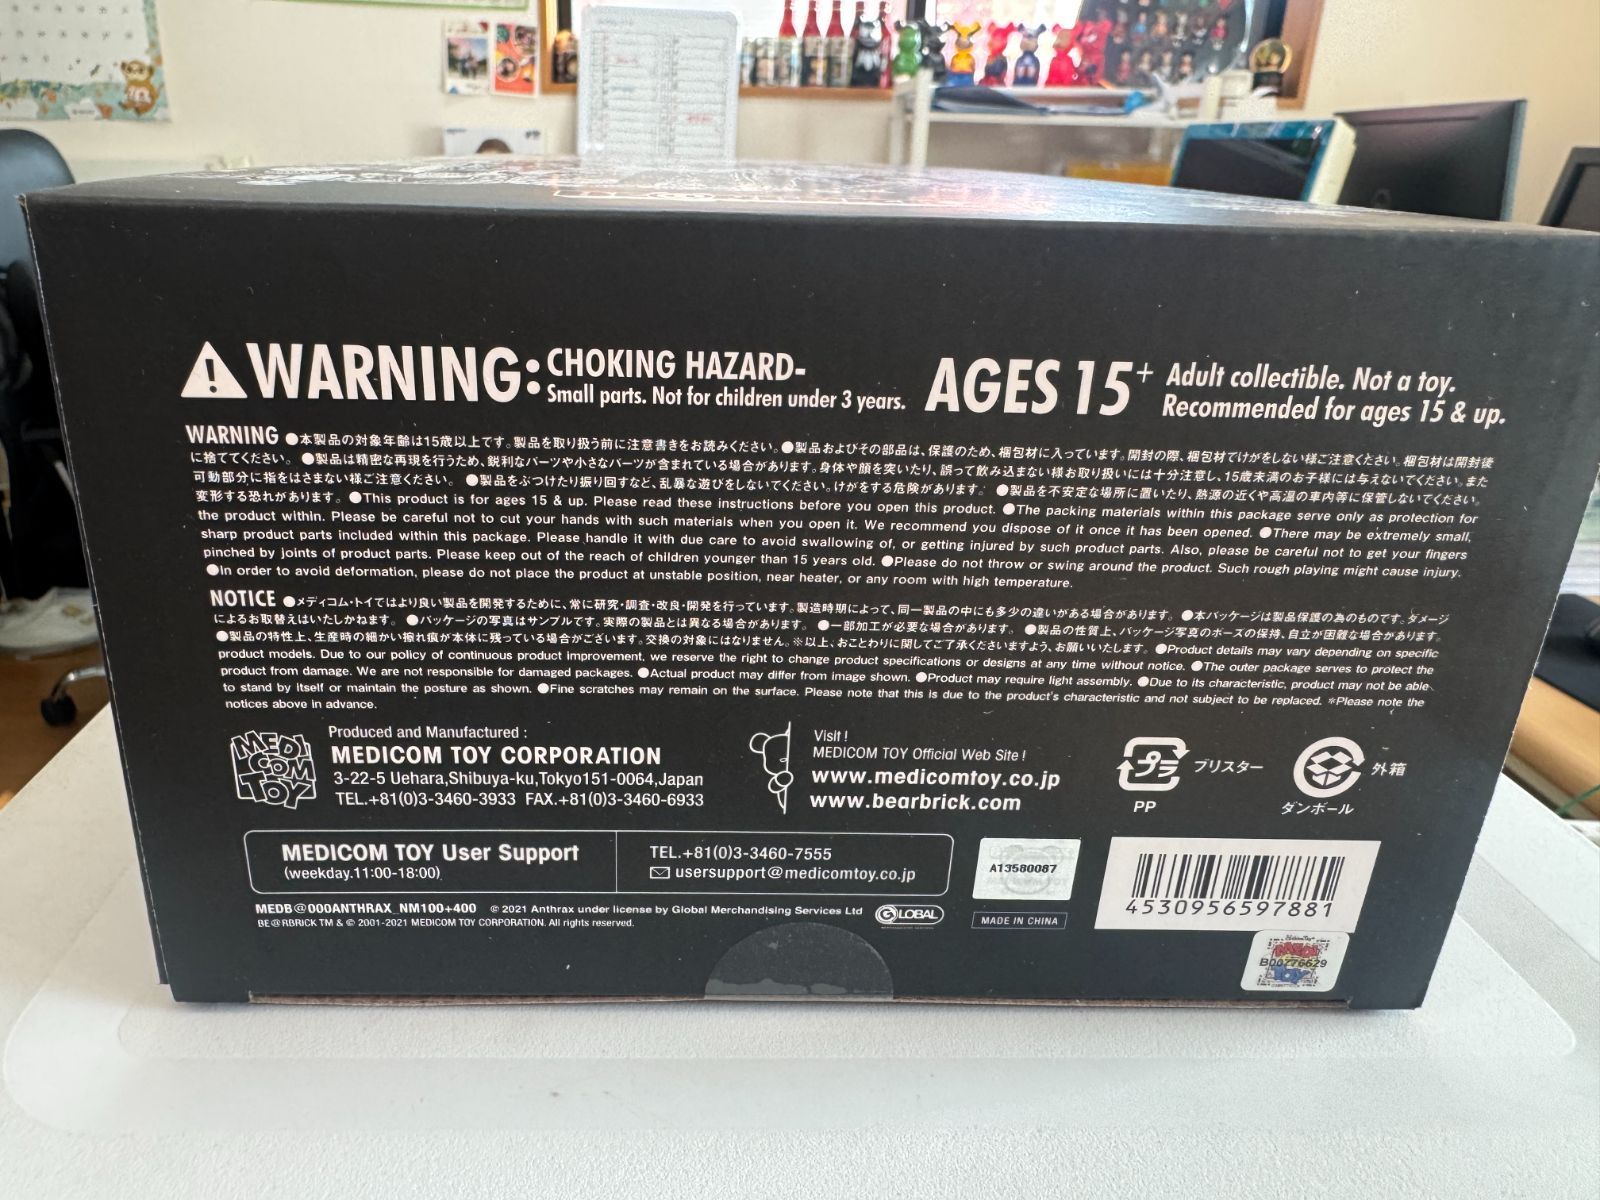 WARNING: CHOKING HAZARD-
Small parts. Not for children under 3 years.
AGES 15+ Adult collectible. Not a toy.
Recommended for ages 15 & up.
WARNING ●本製品の対象年齢は15歳以上です。製品を取り扱う前に注意書きをお読みください。●製品およびその部品は、保護のため、梱包材に入っています。開封の際、梱包材でけがをしない様ご注意ください。梱包材は開封後
に捨ててください。 ●製品は精密な再現を行うため、鋭利なパーツや小さなパーツが含まれている場合があります。身体や顔を突いたり、誤って飲み込まない様お取り扱いには十分注意し、15歳未満のお子様には与えないでください。また
可動部分に指をはさまない様ご注意ください。 ●製品をぶつけたり振り回すなど、乱暴な遊びをしないでください。けがをする危険があります。 ●製品を不安定な場所に置いたり、熱源の近くや高温の車内等に保管しないでください。
変形する恐れがあります。 ●This product is for ages 15 & up. Please read these instructions before you open this product. ●The packing materials within this package serve only as protection for
the product within. Please be careful not to cut your hands with such materials when you open it. We recommend you dispose of it once it has been opened. ●There may be extremely small,
sharp product parts included within this package. Please handle it with due care to avoid swallowing of, or getting injured by such product parts. Also, please be careful not to get your fingers
pinched by joints of product parts. Please keep out of the reach of children younger than 15 years old. ●Please do not throw or swing around the product. Such rough playing might cause injury.
●In order to avoid deformation, please do not place the product at unstable position, near heater, or any room with high temperature.
NOTICE ●メディコム・トイではより良い製品を開発するために、常に研究・調査・改良・開発を行っています。製造時期によって、同一製品の中にも多少の違いがある場合があります。 ●本パッケージは製品保護の為のものです。ダメージ
によるお取替えはいたしかねます。 ●パッケージの写真はサンプルです。実際の製品とは異なる場合があります。 ●一部加工が必要な場合があります。 ●製品の性質上、パッケージ写真のポーズの保持、自立が困難な場合があります。
●製品の特性上、生産時の細かい擦れ痕が本体に残っている場合がございます。交換の対象にはなりません。※以上、おことわりに関してご了承くださいますよう、お願いいたします。 ●Product details may vary depending on specific
product models. Due to our policy of continuous product improvement, we reserve the right to change product specifications or designs at any time without notice. ●The outer package serves to protect the
product from damage. We are not responsible for damaged packages. ●Actual product may differ from image shown. ●Product may require light assembly. ●Due to its characteristic, product may not be able
to stand by itself or maintain the posture as shown. ●Fine scratches may remain on the surface. Please note that this is due to the product's characteristic and not subject to be replaced. ※Please note the
notices above in advance.
MEDI
COM
TOY
Produced and Manufactured :
MEDICOM TOY CORPORATION
3-22-5 Uehara,Shibuya-ku,Tokyo151-0064,Japan
TEL.+81(0)3-3460-3933 FAX.+81(0)3-3460-6933
Visit !
MEDICOM TOY Official Web Site !
www.medicomtoy.co.jp
www.bearbrick.com
プラ ブリスター
PP
外箱
ダンボール
MEDICOM TOY User Support
(weekday.11:00-18:00)
TEL.+81(0)3-3460-7555
usersupport@medicomtoy.co.jp
A13580087
MADE IN CHINA
4530956597881
MEDB@000ANTHRAX_NM100+400 © 2021 Anthrax under license by Global Merchandising Services Ltd
GLOBAL
BE@RBRICK TM & © 2001-2021 MEDICOM TOY CORPORATION. All rights reserved.
MEDI
B00776629
TOY